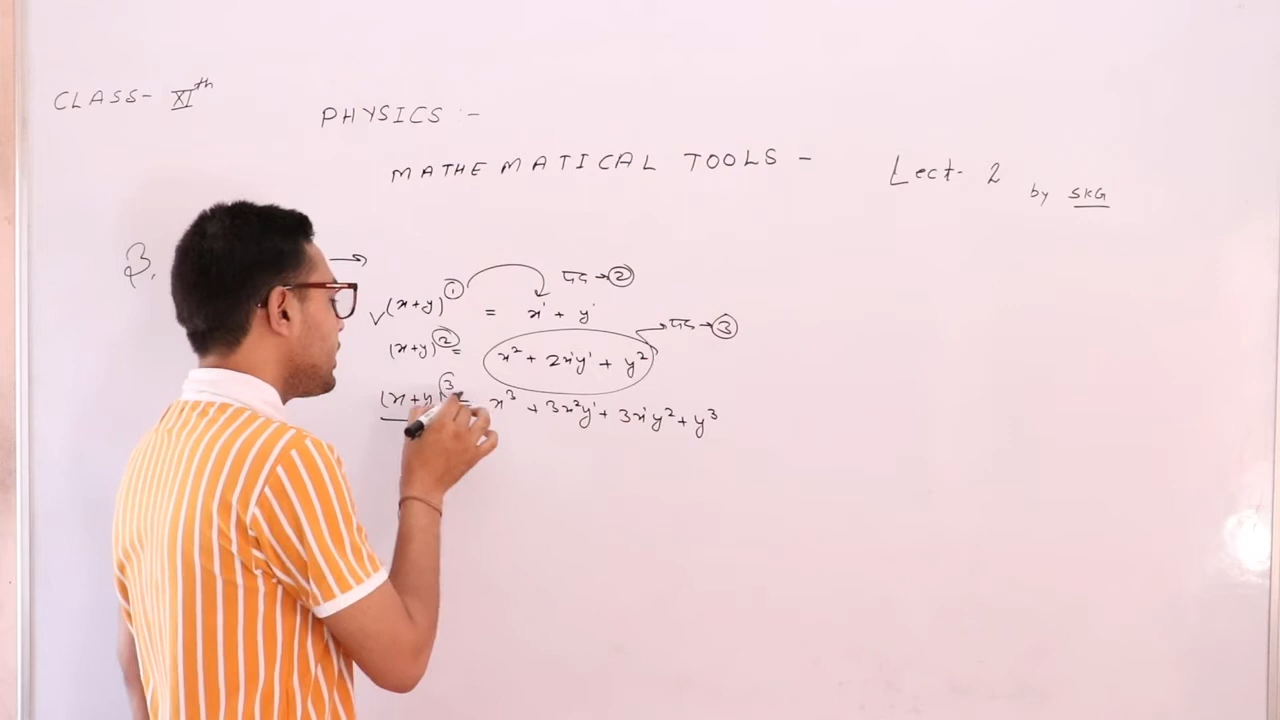 CLASS- XIth
PHYSICS :-
MATHEMATICAL TOOLS -
Lect- 2
by SKG
β. →
✓(x+y)① = x¹ + y¹ पद → ②
(x+y)② = x² + 2x¹y¹ + y² → पद → ③
(x+y)³ = x³ + 3x²y¹ + 3x¹y² + y³